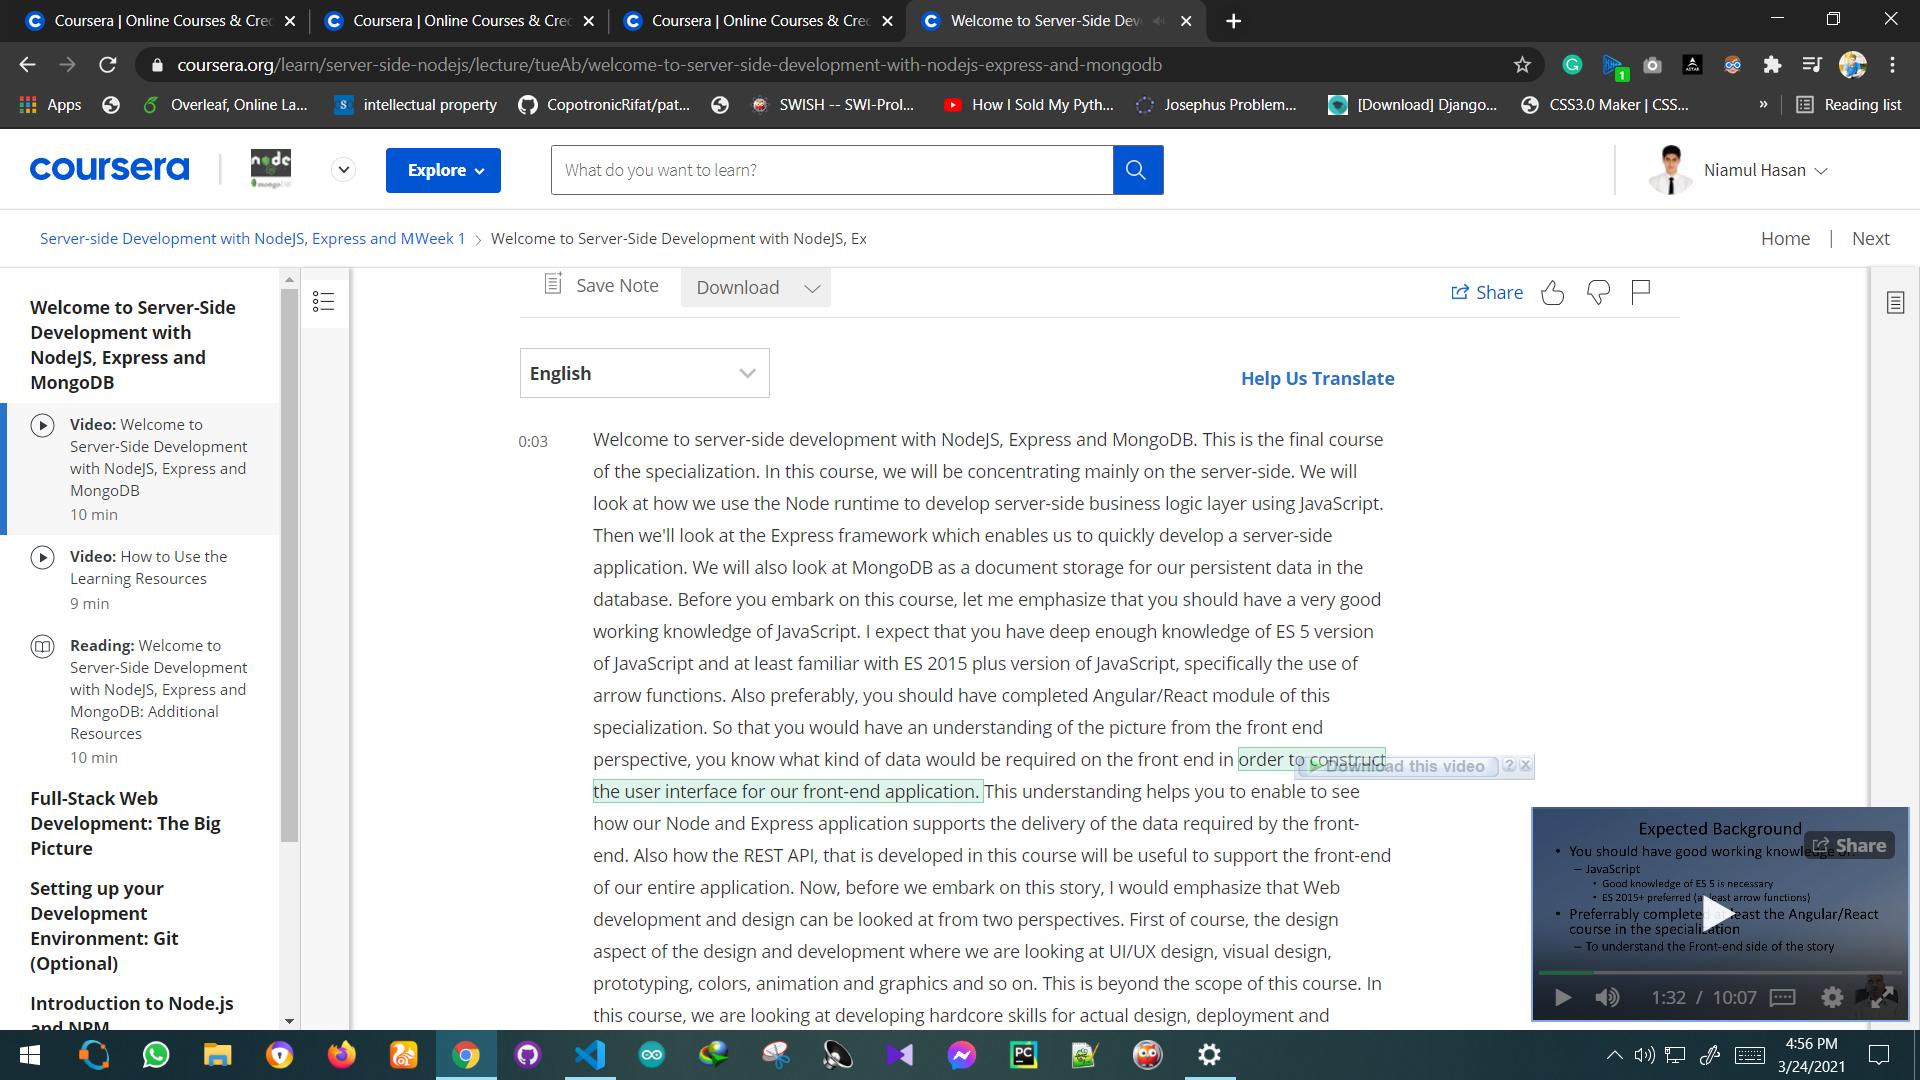 Coursera | Online Courses & Cre
Coursera | Online Courses & Cre
Coursera | Online Courses & Cre
Welcome to Server-Side Dev
coursera.org/learn/server-side-nodejs/lecture/tueAb/welcome-to-server-side-development-with-nodejs-express-and-mongodb
1
Apps
Overleaf, Online La...
intellectual property
CopotronicRifat/pat...
SWISH -- SWI-Prol...
How I Sold My Pyth...
Josephus Problem...
[Download] Django...
CSS3.0 Maker | CSS...
»
Reading list
coursera
node
mongoDB
Explore
What do you want to learn?
Niamul Hasan
Server-side Development with NodeJS, Express and MWeek 1 > Welcome to Server-Side Development with NodeJS, Ex
Home | Next
Welcome to Server-Side
Development with
NodeJS, Express and
MongoDB
Video: Welcome to
Server-Side Development
with NodeJS, Express and
MongoDB
10 min
Video: How to Use the
Learning Resources
9 min
Reading: Welcome to
Server-Side Development
with NodeJS, Express and
MongoDB: Additional
Resources
10 min
Full-Stack Web
Development: The Big
Picture
Setting up your
Development
Environment: Git
(Optional)
Introduction to Node.js
and NPM
Save Note
Download
Share
English
Help Us Translate
0:03
Welcome to server-side development with NodeJS, Express and MongoDB. This is the final course
of the specialization. In this course, we will be concentrating mainly on the server-side. We will
look at how we use the Node runtime to develop server-side business logic layer using JavaScript.
Then we'll look at the Express framework which enables us to quickly develop a server-side
application. We will also look at MongoDB as a document storage for our persistent data in the
database. Before you embark on this course, let me emphasize that you should have a very good
working knowledge of JavaScript. I expect that you have deep enough knowledge of ES 5 version
of JavaScript and at least familiar with ES 2015 plus version of JavaScript, specifically the use of
arrow functions. Also preferably, you should have completed Angular/React module of this
specialization. So that you would have an understanding of the picture from the front end
perspective, you know what kind of data would be required on the front end in order to construct
the user interface for our front-end application. This understanding helps you to enable to see
how our Node and Express application supports the delivery of the data required by the front-
end. Also how the REST API, that is developed in this course will be useful to support the front-end
of our entire application. Now, before we embark on this story, I would emphasize that Web
development and design can be looked at from two perspectives. First of course, the design
aspect of the design and development where we are looking at UI/UX design, visual design,
prototyping, colors, animation and graphics and so on. This is beyond the scope of this course. In
this course, we are looking at developing hardcore skills for actual design, deployment and
Download this video ? x
Expected Background
Share
• You should have good working knowledge of:
– JavaScript
• Good knowledge of ES 5 is necessary
• ES 2015+ preferred (at least arrow functions)
• Preferrably completed at least the Angular/React
course in the specialization
– To understand the Front-end side of the story
1:32 / 10:07
4:56 PM
3/24/2021